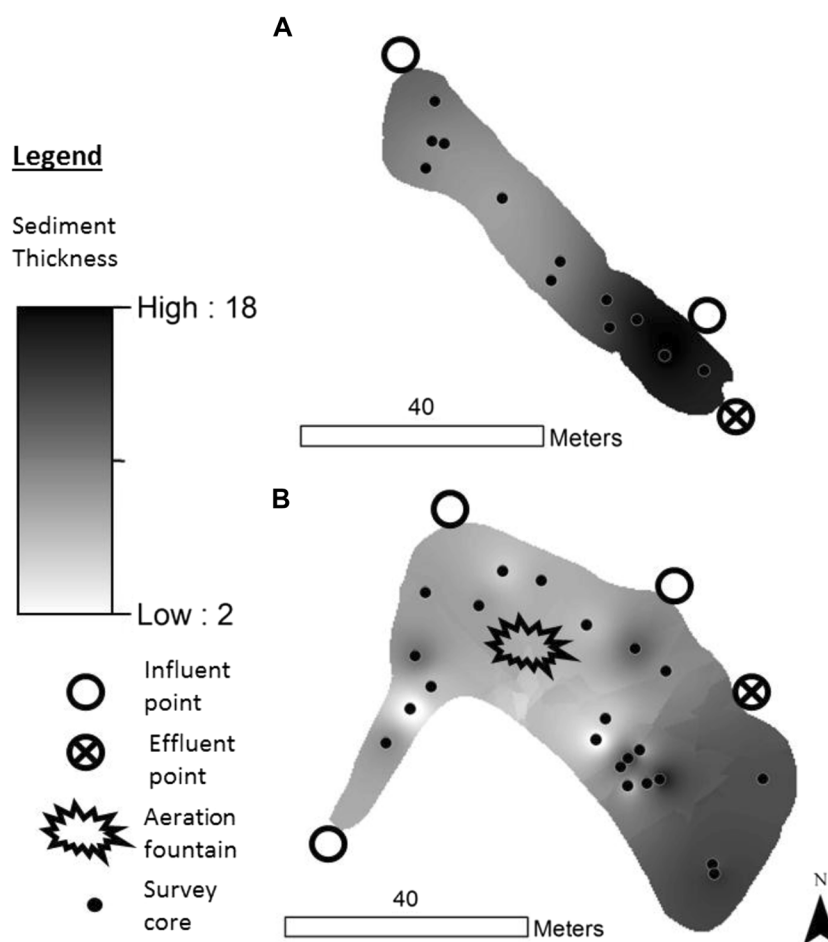 A
Legend
Sediment
Thickness
High : 18
Low : 2
40
Meters
B
Influent
point
Effluent
point
Aeration
fountain
Survey
core
40
Meters
N